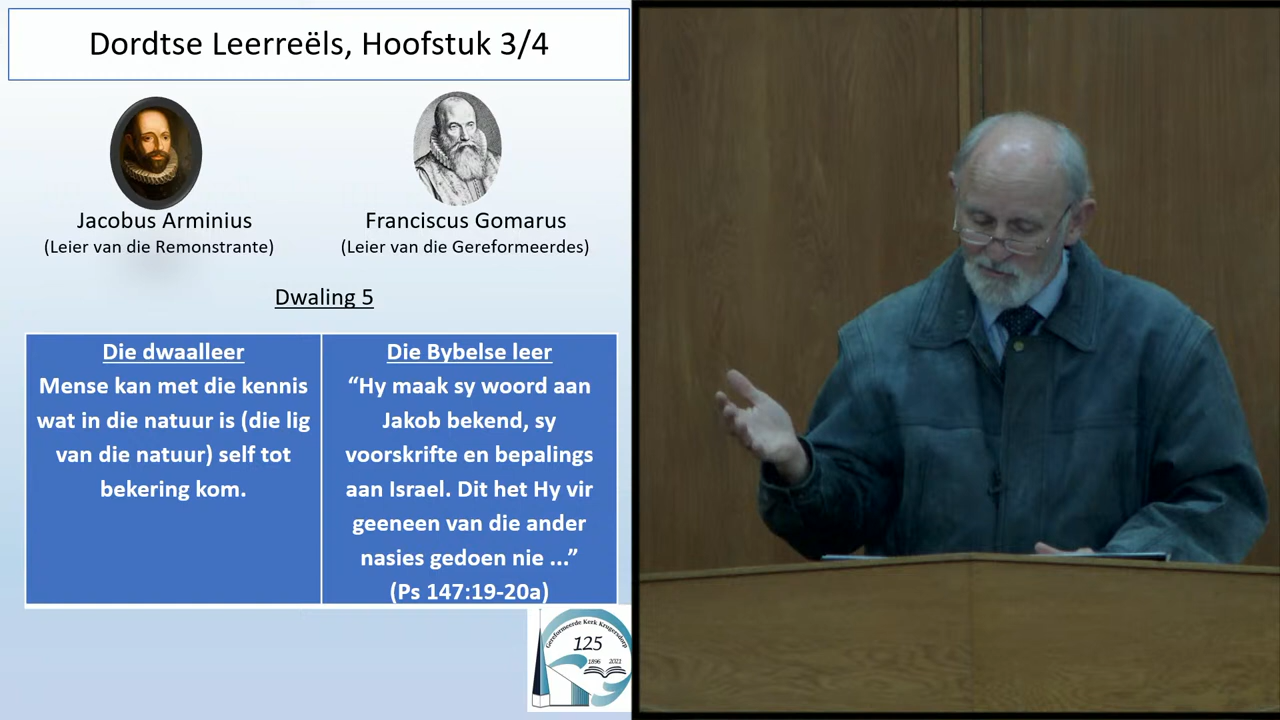 Dordtse Leerreëls, Hoofstuk 3/4
Jacobus Arminius
(Leier van die Remonstrante)
Franciscus Gomarus
(Leier van die Gereformeerdes)
Dwaling 5
Die dwaalleer
Mense kan met die kennis
wat in die natuur is (die lig
van die natuur) self tot
bekering kom.
Die Bybelse leer
“Hy maak sy woord aan
Jakob bekend, sy
voorskrifte en bepalings
aan Israel. Dit het Hy vir
geeneen van die ander
nasies gedoen nie ...”
(Ps 147:19-20a)
Gereformeerde Kerk Krugersdorp
125
1896 2021